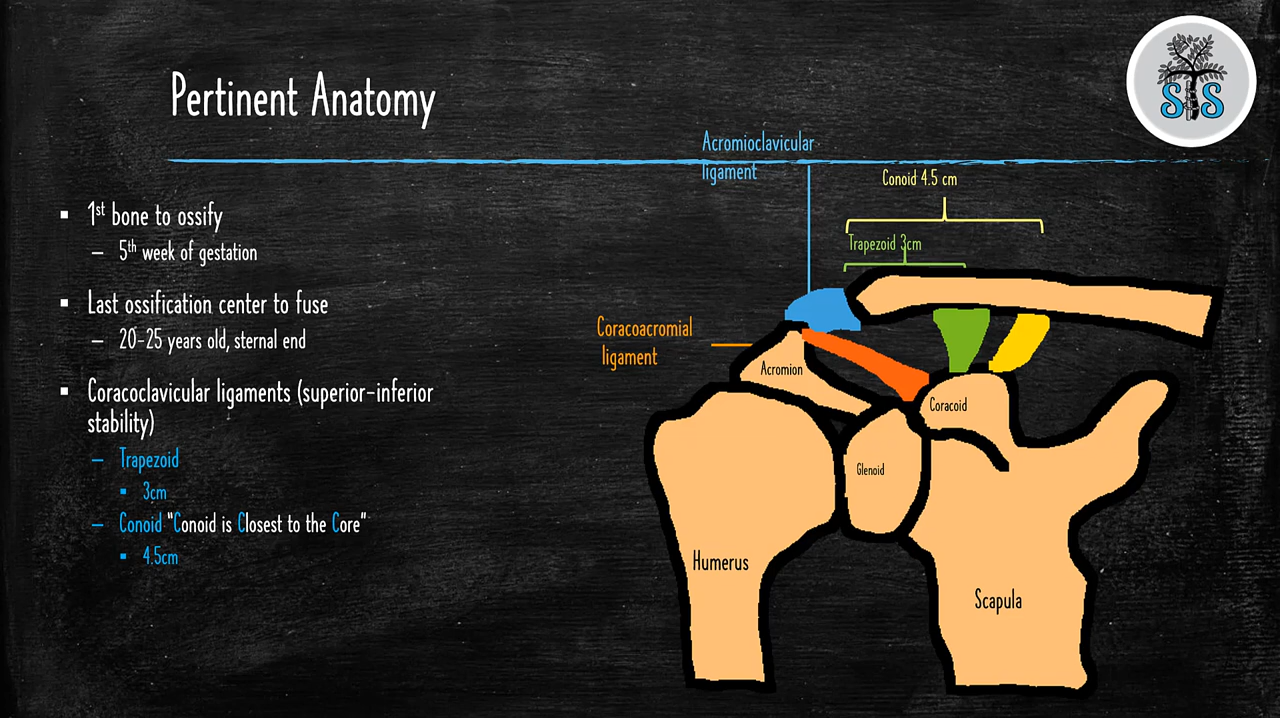 Pertinent Anatomy
STS
1st bone to ossify
– 5th week of gestation
Last ossification center to fuse
– 20-25 years old, sternal end
Coracoclavicular ligaments (superior-inferior
stability)
– Trapezoid
3cm
– Conoid "Conoid is Closest to the Core"
4.5cm
Acromioclavicular
ligament
Conoid 4.5 cm
Trapezoid 3cm
Coracoacromial
ligament
Acromion
Coracoid
Glenoid
Humerus
Scapula